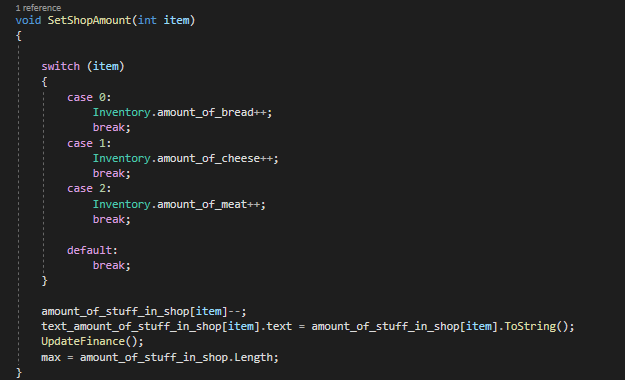 1 reference
void SetShopAmount(int item)
{
switch (item)
{
case 0:
Inventory.amount_of_bread++;
break;
case 1:
Inventory.amount_of_cheese++;
break;
case 2:
Inventory.amount_of_meat++;
break;
default:
break;
}
amount_of_stuff_in_shop[item]--;
text_amount_of_stuff_in_shop[item].text = amount_of_stuff_in_shop[item].ToString();
UpdateFinance();
max = amount_of_stuff_in_shop.Length;
}